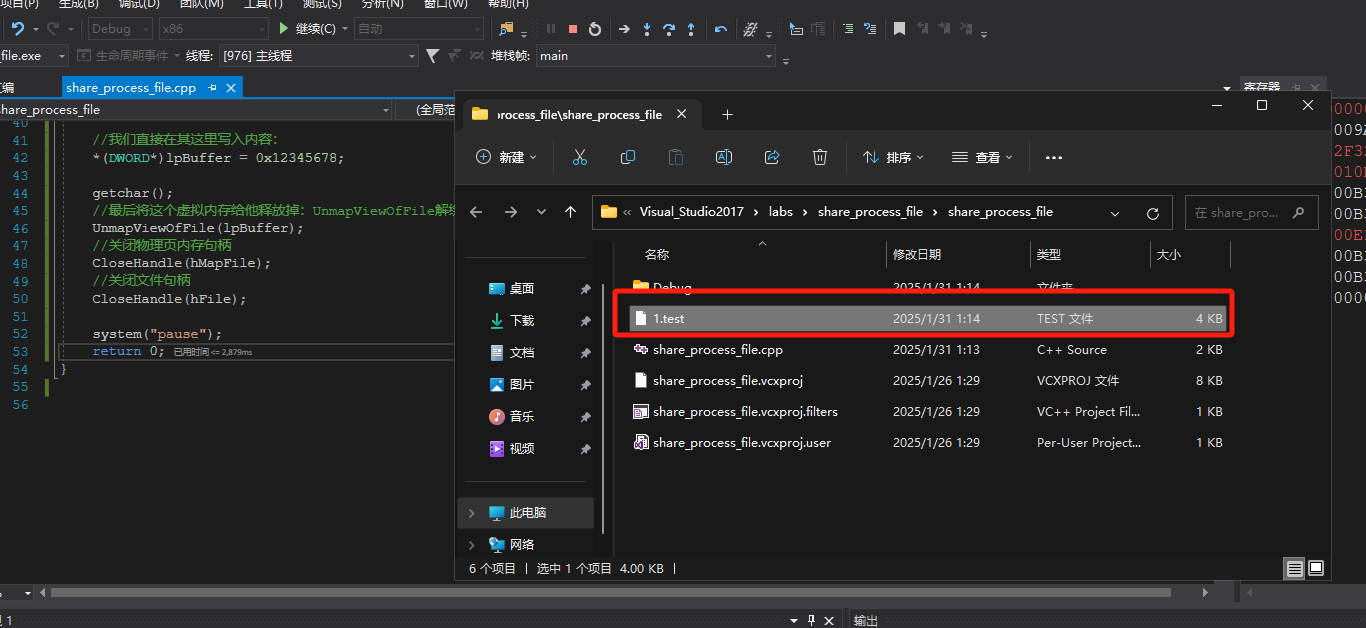 项目(P) 生成(B) 调试(D) 团队(M) 工具(T) 测试(S) 分析(N) 窗口(W) 帮助(H)
Debug x86 继续(C) 自动
file.exe 生命周期事件 线程: [976] 主线程 堆栈帧: main
share_process_file.cpp
寄存器
share_process_file (全局范
40
41 //我们直接在其这里写入内容:
42 *(DWORD*)lpBuffer = 0x12345678;
43
44 getchar();
45 //最后将这个虚拟内存给他释放掉: UnmapViewOfFile解
46 UnmapViewOfFile(lpBuffer);
47 //关闭物理页内存句柄
48 CloseHandle(hMapFile);
49 //关闭文件句柄
50 CloseHandle(hFile);
51
52 system("pause");
53 return 0; 已用时间 <= 2,879ms
54 }
55
56
process_file\share_process_file
新建 排序 查看
Visual_Studio2017 labs share_process_file share_process_file
在 share_pro...
名称 修改日期 类型 大小
Debug 2025/1/31 1:14 文件夹
1.test 2025/1/31 1:14 TEST 文件 4 KB
share_process_file.cpp 2025/1/31 1:13 C++ Source 2 KB
share_process_file.vcxproj 2025/1/26 1:29 VCXPROJ 文件 8 KB
share_process_file.vcxproj.filters 2025/1/26 1:29 VC++ Project Fil... 1 KB
share_process_file.vcxproj.user 2025/1/26 1:29 Per-User Project... 1 KB
桌面
下载
文档
图片
音乐
视频
此电脑
网络
6 个项目 选中 1 个项目 4.00 KB
输出